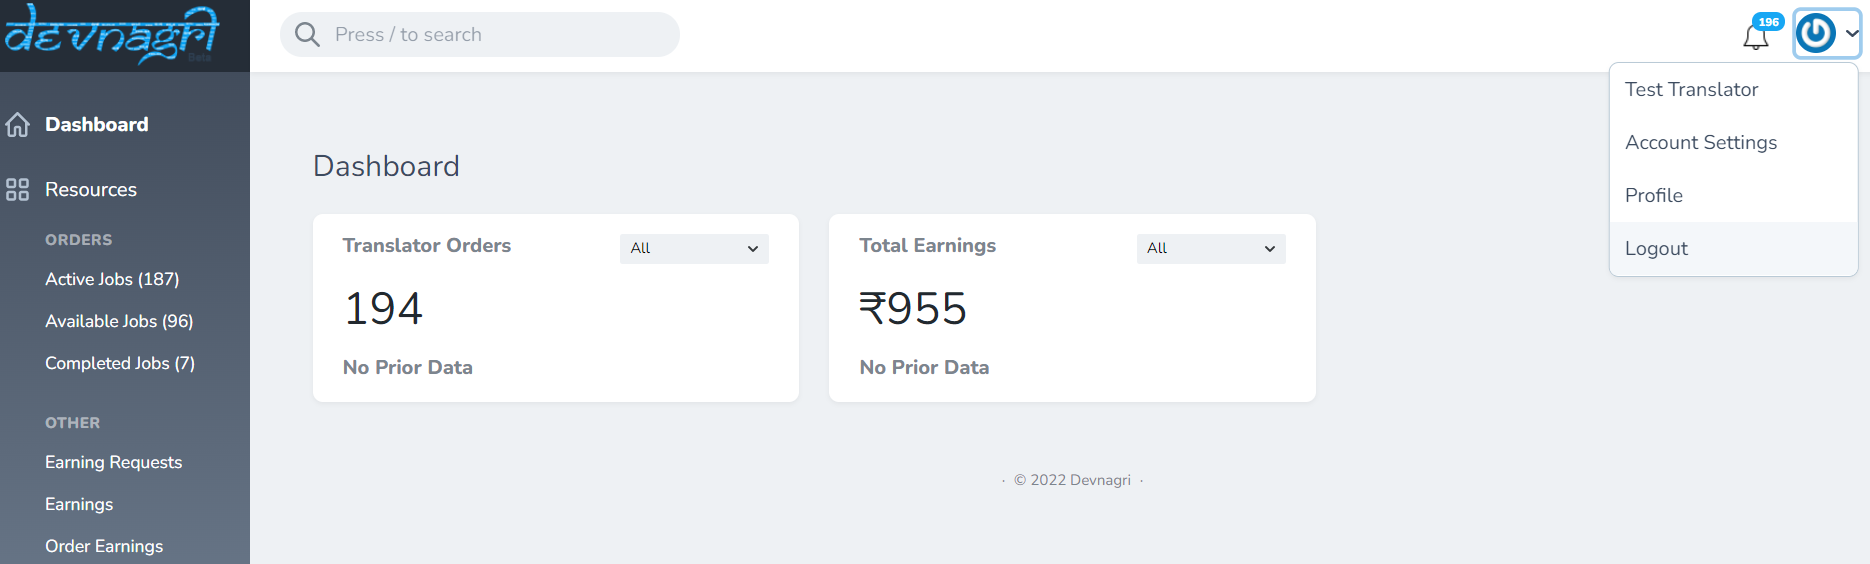 devnagri
Beta
Press / to search
196
Test Translator
Account Settings
Profile
Logout
Dashboard
Resources
ORDERS
Active Jobs (187)
Available Jobs (96)
Completed Jobs (7)
OTHER
Earning Requests
Earnings
Order Earnings
Dashboard
Translator Orders
All
194
No Prior Data
Total Earnings
All
₹955
No Prior Data
· © 2022 Devnagri ·